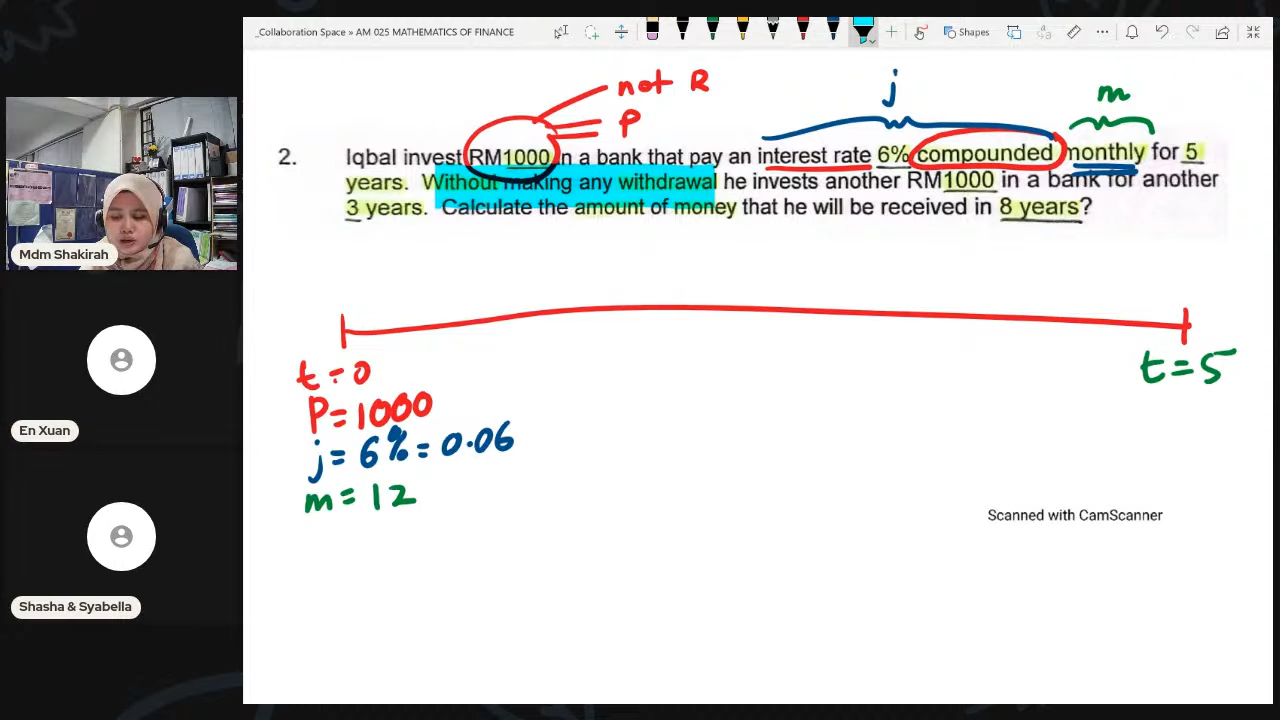 _Collaboration Space » AM 025 MATHEMATICS OF FINANCE
Shapes
not R
P
j
m
2. Iqbal invest RM1000 in a bank that pay an interest rate 6% compounded monthly for 5
years. Without making any withdrawal he invests another RM1000 in a bank for another
3 years. Calculate the amount of money that he will be received in 8 years?
t = 0
P = 1000
j = 6% = 0.06
m = 12
t = 5
Scanned with CamScanner
Mdm Shakirah
En Xuan
Shasha & Syabella